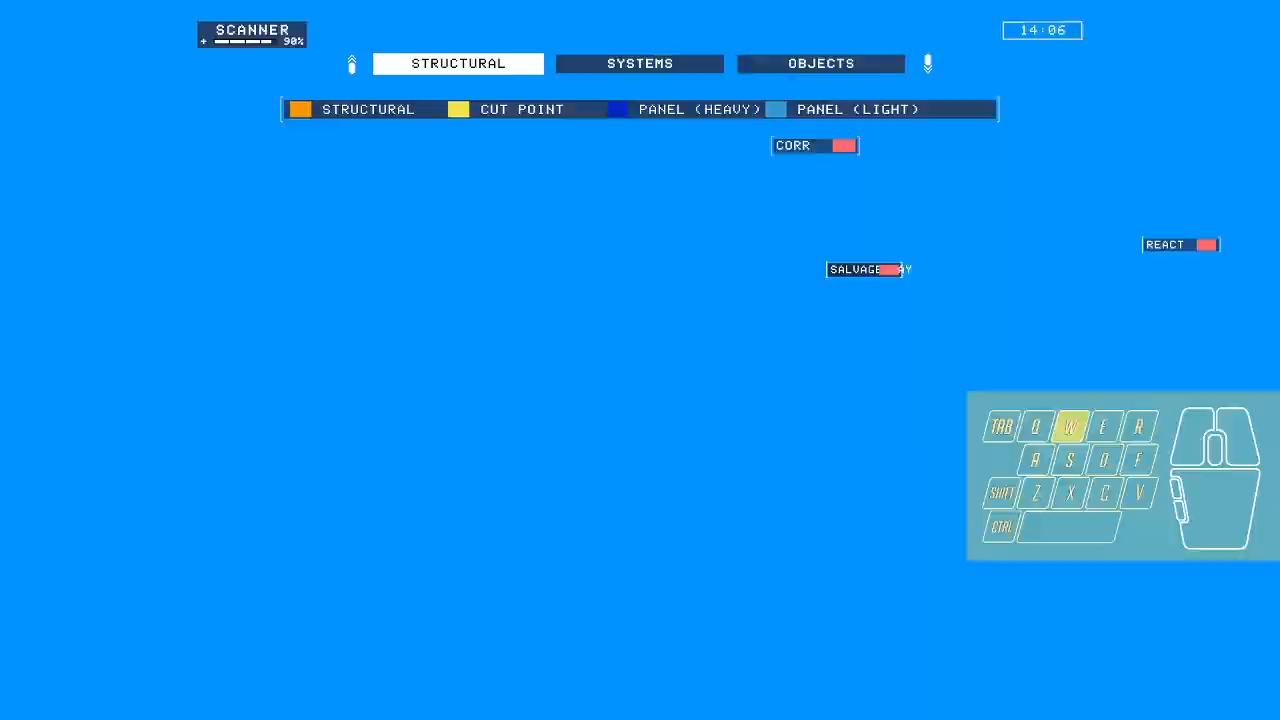 SCANNER
+ 90%
14:06
STRUCTURAL SYSTEMS OBJECTS
STRUCTURAL CUT POINT PANEL (HEAVY) PANEL (LIGHT)
CORR
REACT
SALVAGE AY
TAB Q W E R
A S D F
SHIFT Z X C V
CTRL